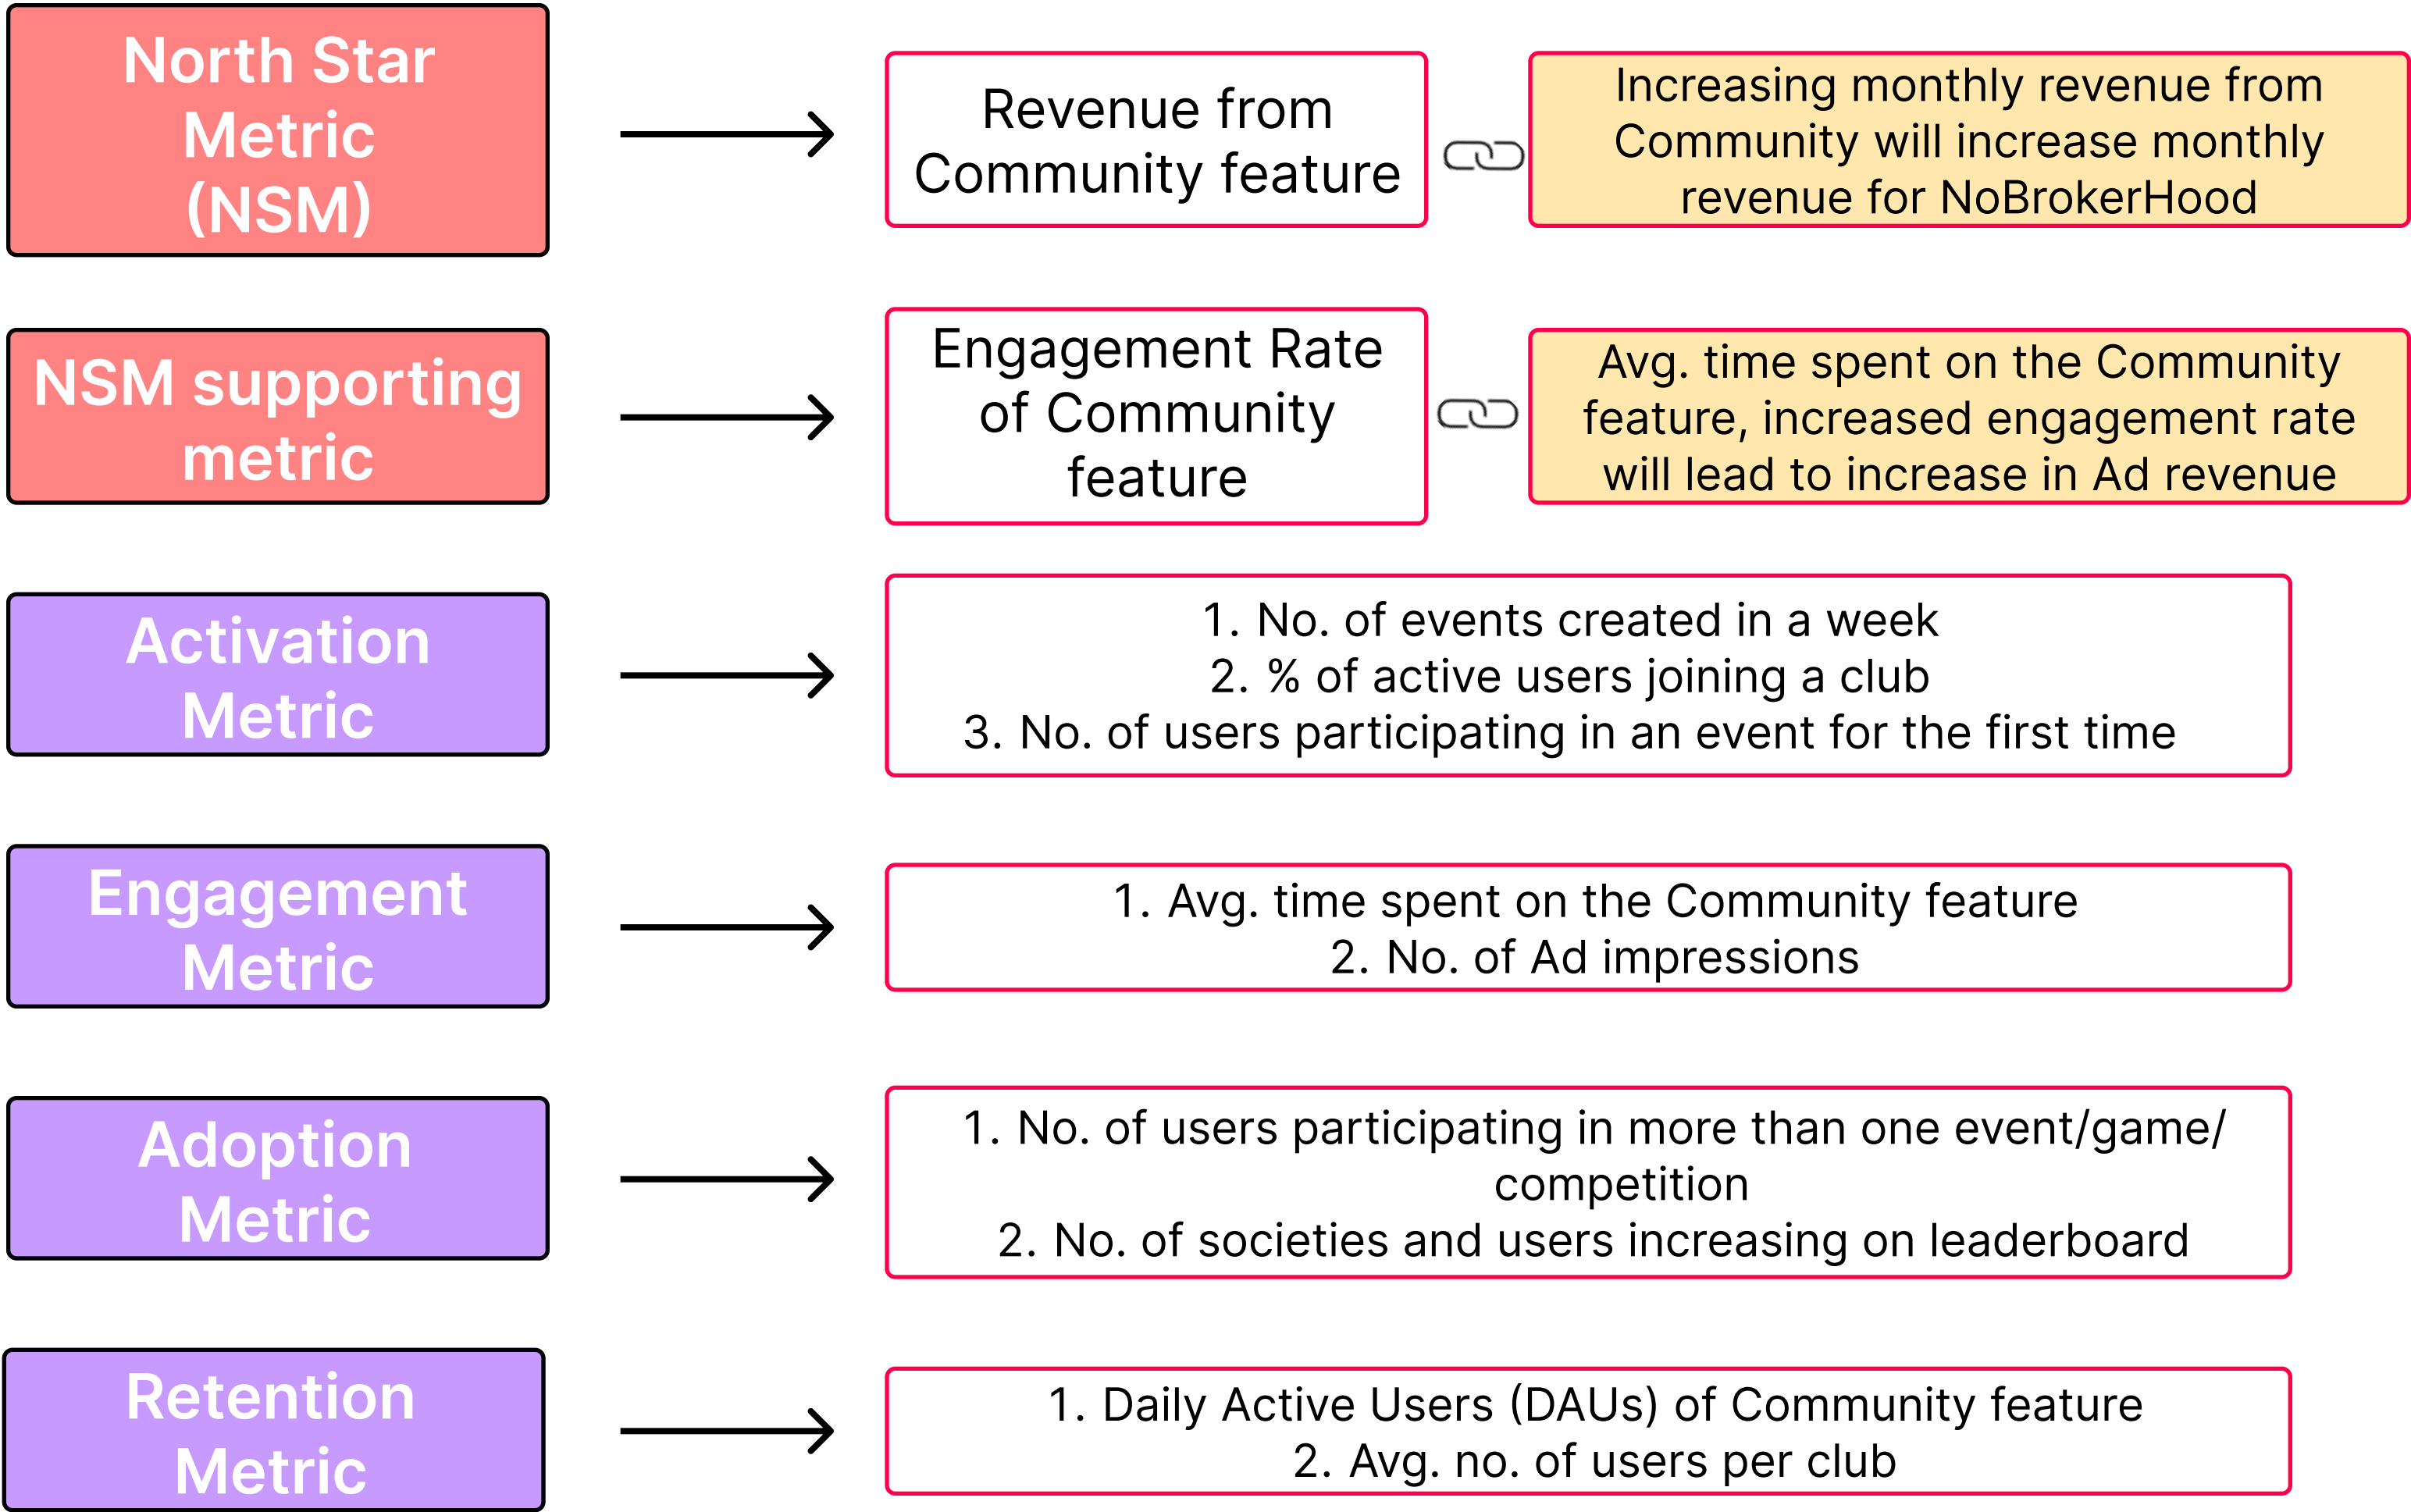 North Star
Metric
(NSM)
Revenue from
Community feature
Increasing monthly revenue from
Community will increase monthly
revenue for NoBrokerHood
NSM supporting
metric
Engagement Rate
of Community
feature
Avg. time spent on the Community
feature, increased engagement rate
will lead to increase in Ad revenue
Activation
Metric
1. No. of events created in a week
2. % of active users joining a club
3. No. of users participating in an event for the first time
Engagement
Metric
1. Avg. time spent on the Community feature
2. No. of Ad impressions
Adoption
Metric
1. No. of users participating in more than one event/game/
competition
2. No. of societies and users increasing on leaderboard
Retention
Metric
1. Daily Active Users (DAUs) of Community feature
2. Avg. no. of users per club